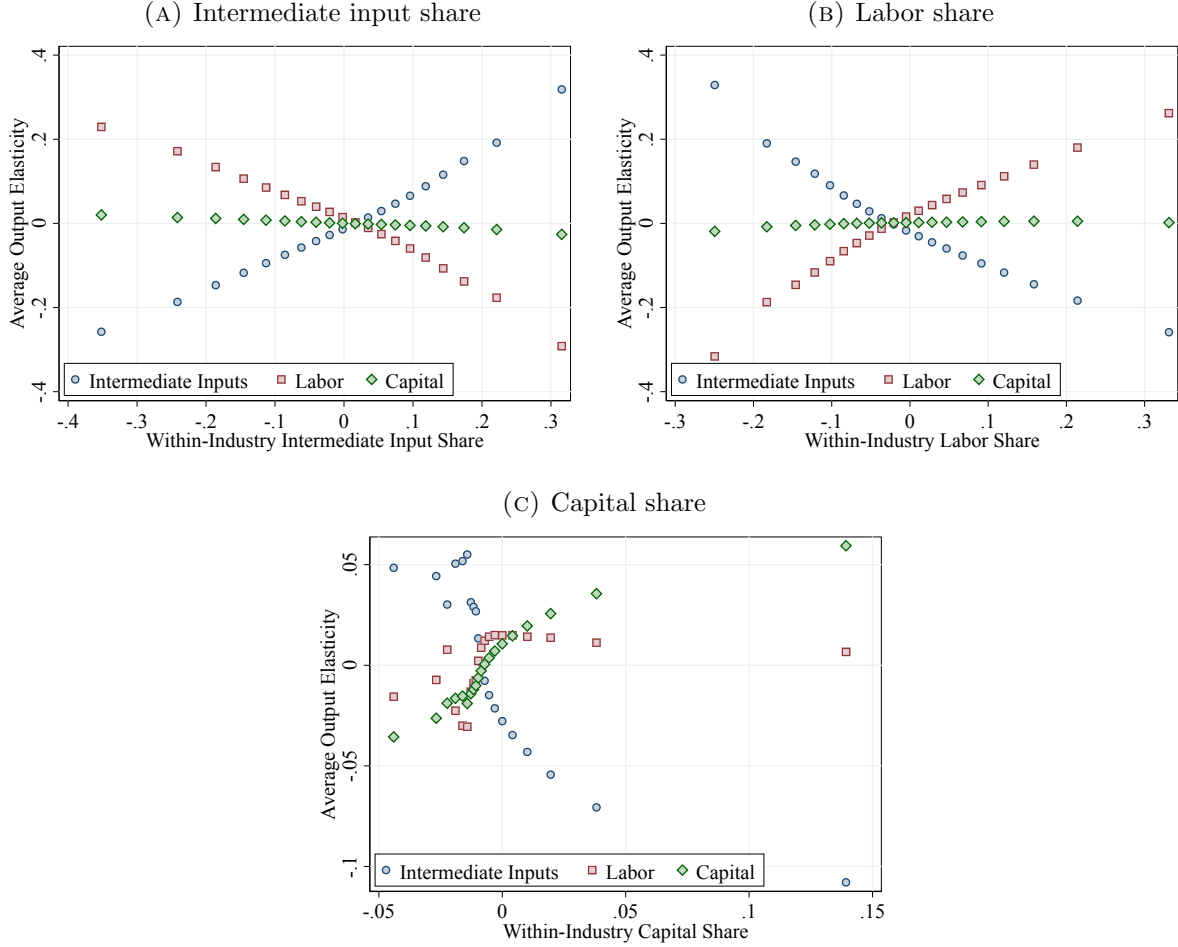 (A) Intermediate input share
Average Output Elasticity
.4
.2
0
-.2
-.4
Intermediate Inputs
Labor
Capital
-.4 -.3 -.2 -.1 0 .1 .2 .3
Within-Industry Intermediate Input Share
(B) Labor share
Average Output Elasticity
.4
.2
0
-.2
-.4
Intermediate Inputs
Labor
Capital
-.3 -.2 -.1 0 .1 .2 .3
Within-Industry Labor Share
(C) Capital share
Average Output Elasticity
.05
0
-.05
-.1
Intermediate Inputs
Labor
Capital
-.05 0 .05 .1 .15
Within-Industry Capital Share